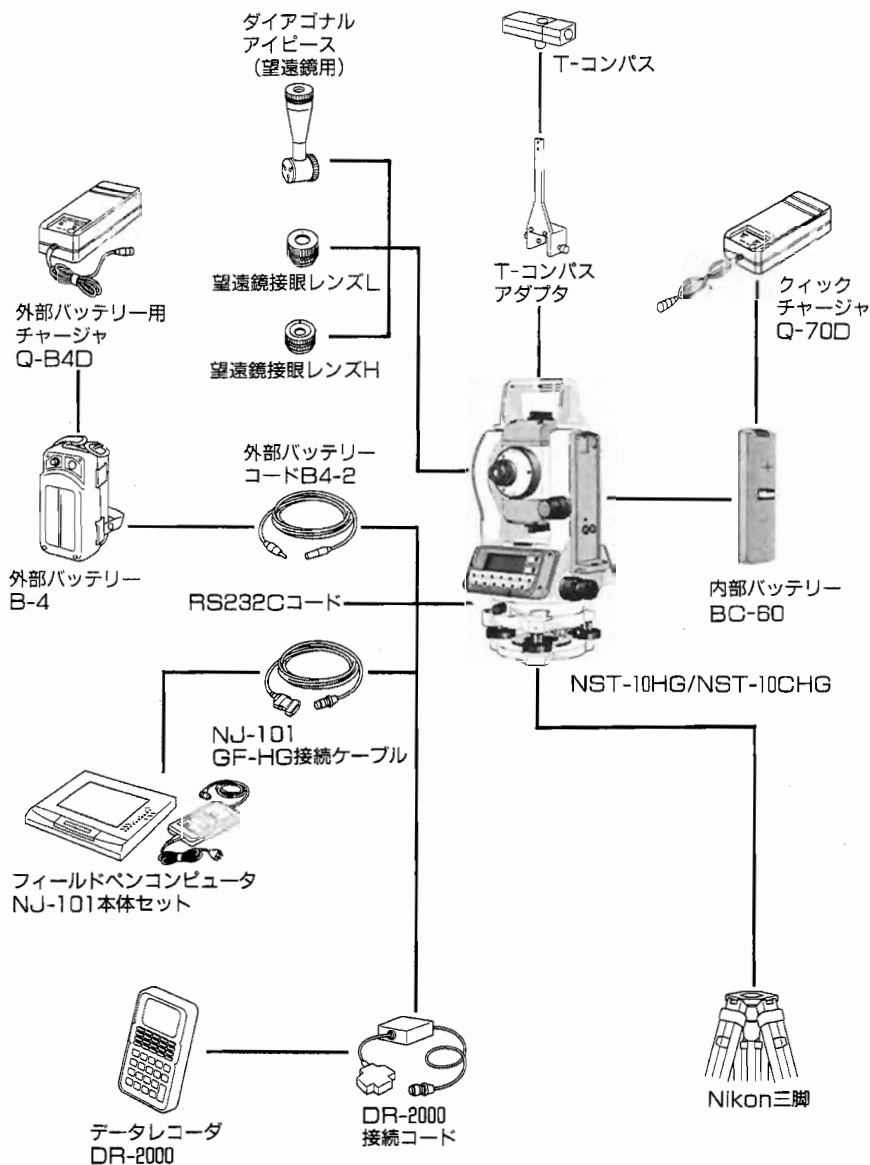 ダイアゴナル
アイピース
(望遠鏡用)
T-コンパス
T-コンパス
アダプタ
望遠鏡接眼レンズL
望遠鏡接眼レンズH
外部バッテリー用
チャージャ
Q-B4D
クィック
チャージャ
Q-70D
外部バッテリー
コードB4-2
外部バッテリー
B-4
RS232Cコード
内部バッテリー
BC-60
NST-10HG/NST-10CHG
NJ-101
GF-HG接続ケーブル
フィールドペンコンピュータ
NJ-101本体セット
データレコーダ
DR-2000
DR-2000
接続コード
Nikon三脚